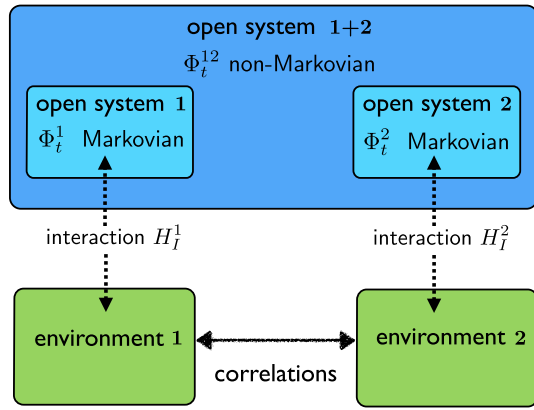 open system 1+2
Φ_t^{12} non-Markovian
open system 1
Φ_t^1 Markovian
open system 2
Φ_t^2 Markovian
interaction H_I^1
interaction H_I^2
environment 1
environment 2
correlations